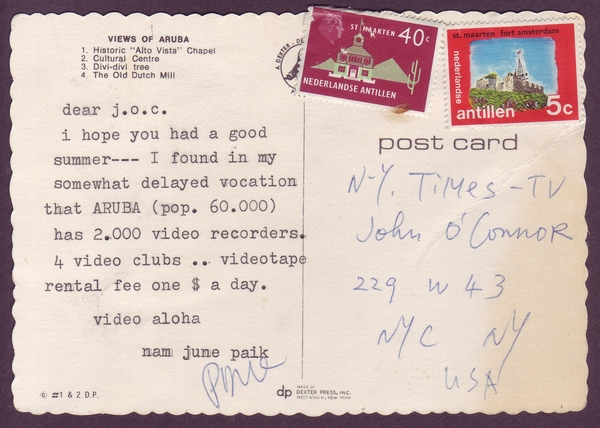 VIEWS OF ARUBA
1. Historic "Alto Vista" Chapel
2. Cultural Centre
3. Divi-divi tree
4. The Old Dutch Mill
dear j.o.c.
i hope you had a good
summer--- I found in my
somewhat delayed vocation
that ARUBA (pop. 60.000)
has 2.000 video recorders.
4 video clubs .. videotape
rental fee one $ a day.
video aloha
nam june paik
© #1 & 2 D.P.
ST. MAARTEN 40c
NEDERLANDSE ANTILLEN
st. maarten fort amsterdam
nederlandse
antillen 5c
post card
N.Y. TIMES - TV
John O'CONNOR
229 W 43
NYC NY
USA
dp MADE BY
DEXTER PRESS, INC.
WEST NYACK, NEW YORK